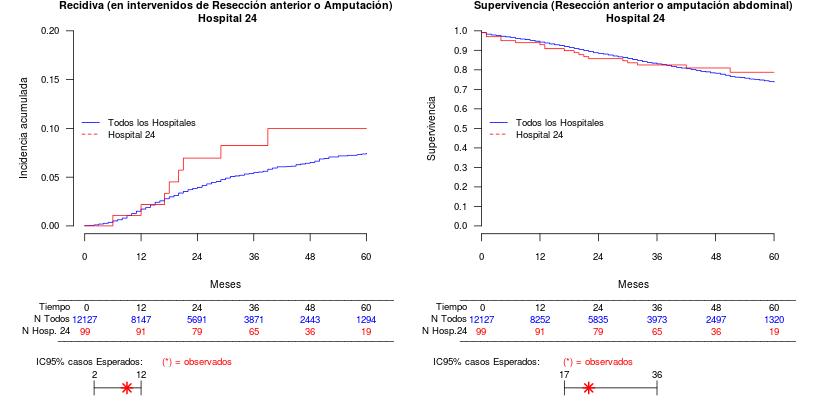 Recidiva (en intervenidos de Resección anterior o Amputación)
Hospital 24
Incidencia acumulada
0.20
0.10
0.05
0.00
Todos los Hospitales
Hospital 24
0 12 24 36 48 60
Meses
Tiempo 0 12 24 36 48 60
N Todos 12127 8147 5691 3871 2443 1294
N Hosp. 24 99 91 79 65 36 19
IC95% casos Esperados: (*) = observados
2 12
Supervivencia (Resección anterior o amputación abdominal)
Hospital 24
Supervivencia
1.0
0.9
0.8
0.7
0.6
0.5
0.4
0.3
0.2
0.1
0.0
Todos los Hospitales
Hospital 24
0 12 24 36 48 60
Meses
Tiempo 0 12 24 36 48 60
N Todos 12127 8252 5835 3973 2497 1320
N Hosp.24 99 91 79 65 36 19
IC95% casos Esperados: (*) = observados
17 36